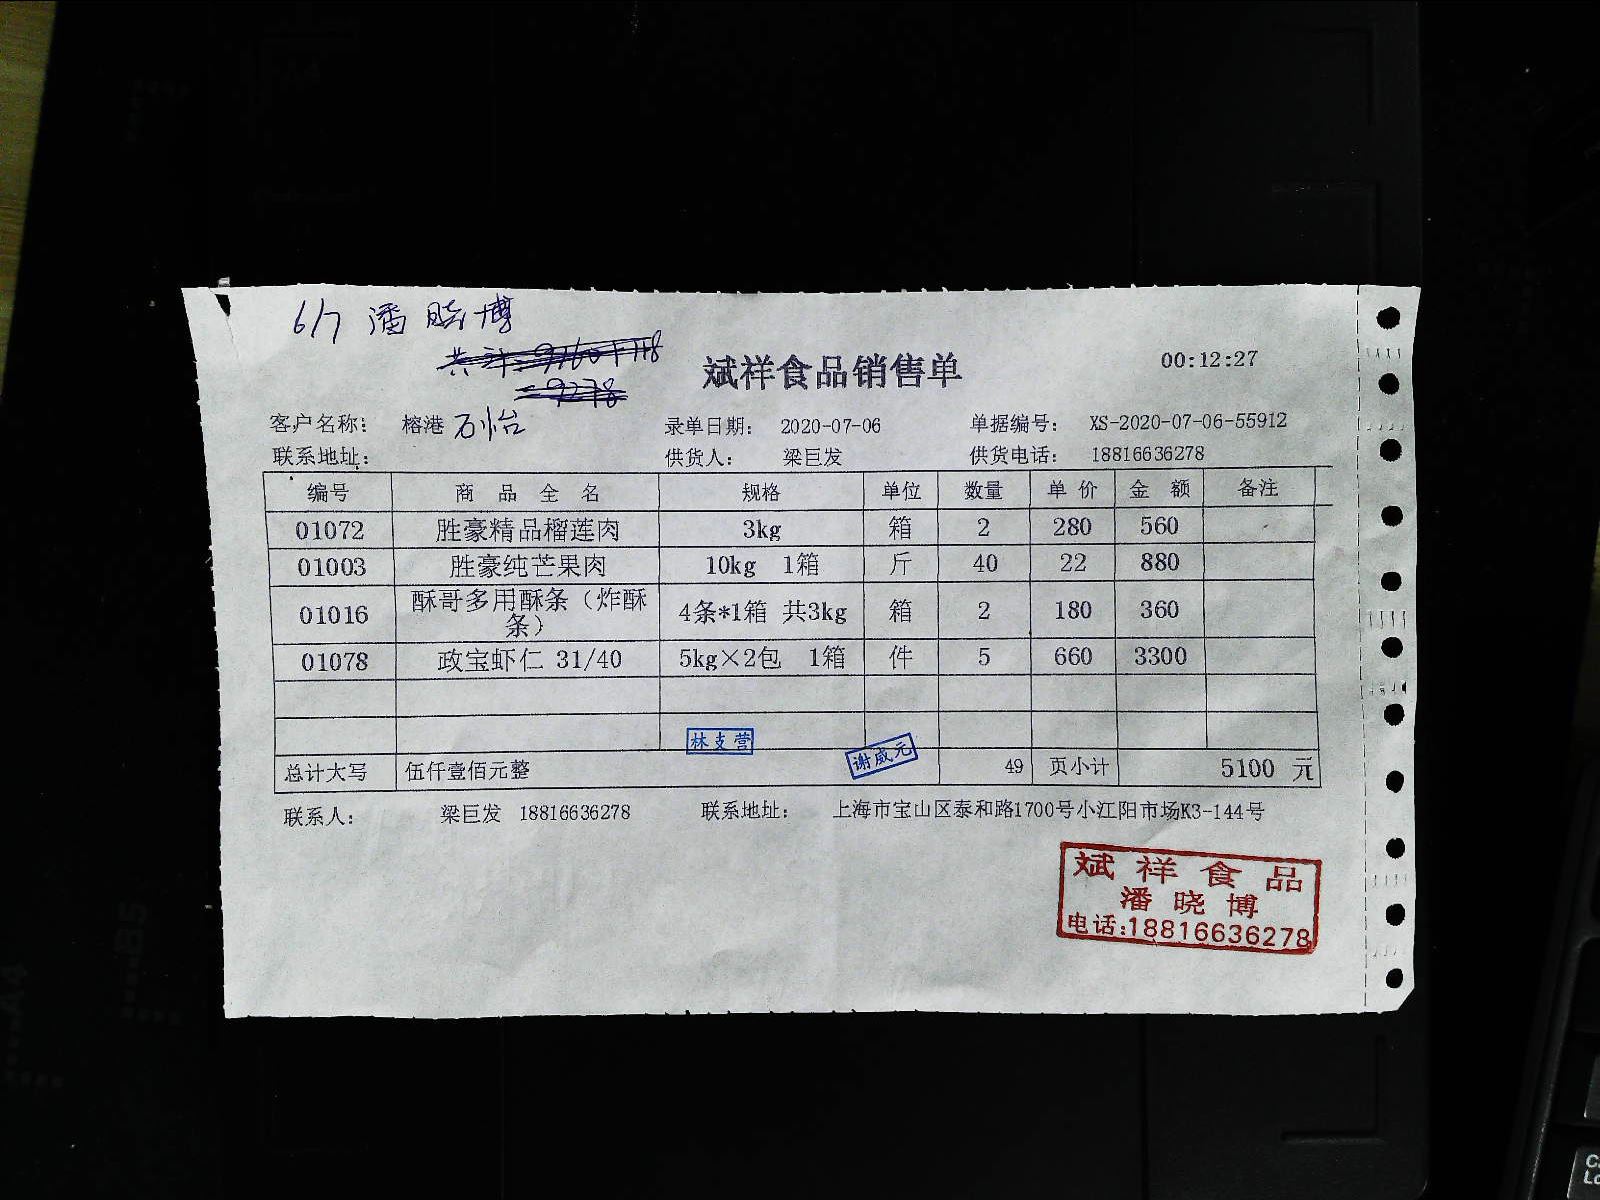 6/7 潘晓博
斌祥食品销售单 00:12:27
=9278
客户名称： 榕港 石怡 录单日期： 2020-07-06 单据编号： XS-2020-07-06-55912
联系地址： 供货人： 梁巨发 供货电话： 18816636278
编号 商品全名 规格 单位 数量 单价 金额 备注
01072 胜豪精品榴莲肉 3kg 箱 2 280 560
01003 胜豪纯芒果肉 10kg 1箱 斤 40 22 880
01016 酥哥多用酥条（炸酥条） 4条*1箱 共3kg 箱 2 180 360
01078 政宝虾仁 31/40 5kg×2包 1箱 件 5 660 3300
林支营 谢威元
总计大写 伍仟壹佰元整 49 页小计 5100 元
联系人： 梁巨发 18816636278 联系地址： 上海市宝山区泰和路1700号小江阳市场K3-144号
斌祥食品
潘晓博
电话:18816636278